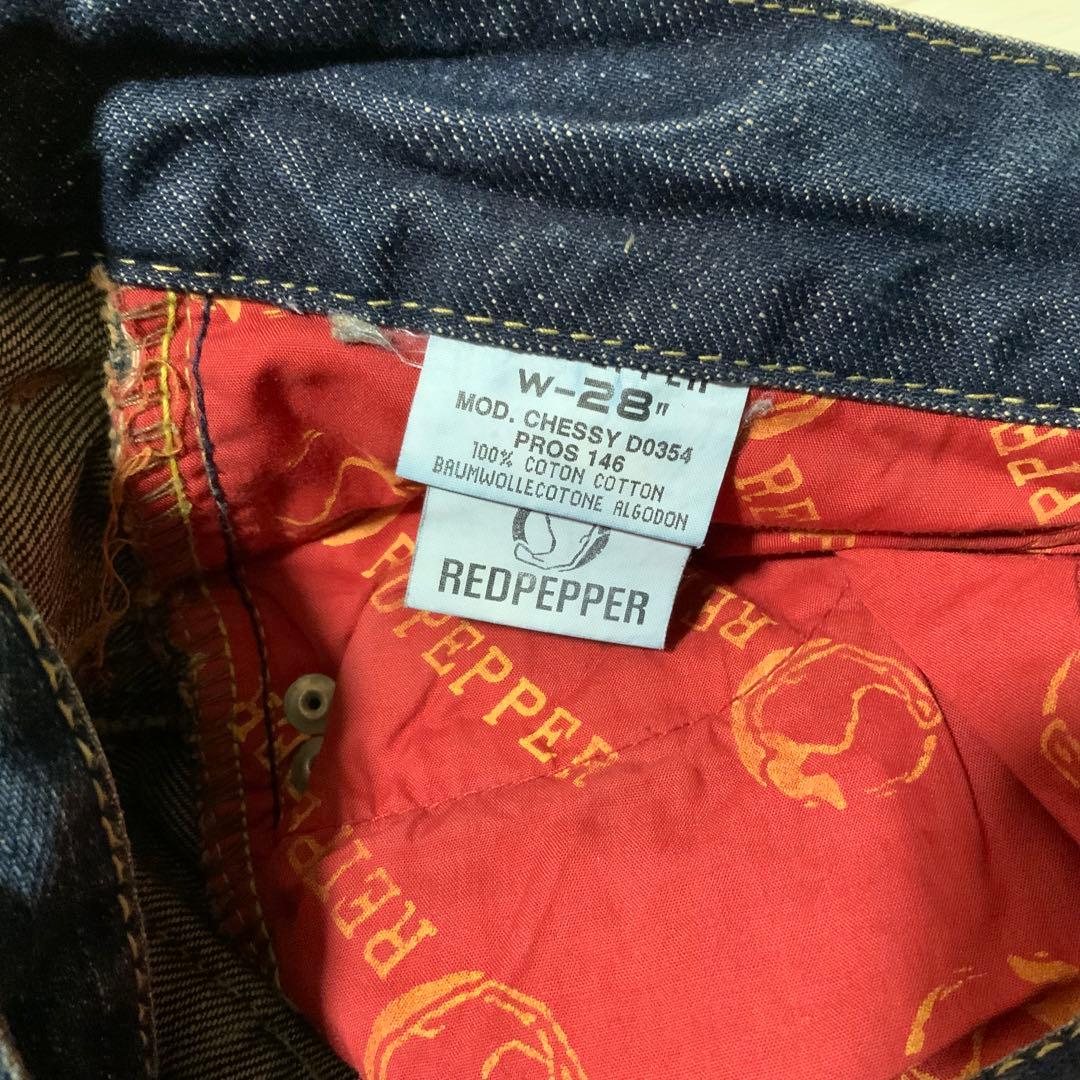 W-28"
MOD. CHESSY D0354
PROS 146
100% COTON COTTON
BAUMWOLLECOTONE ALGODON
REDPEPPER